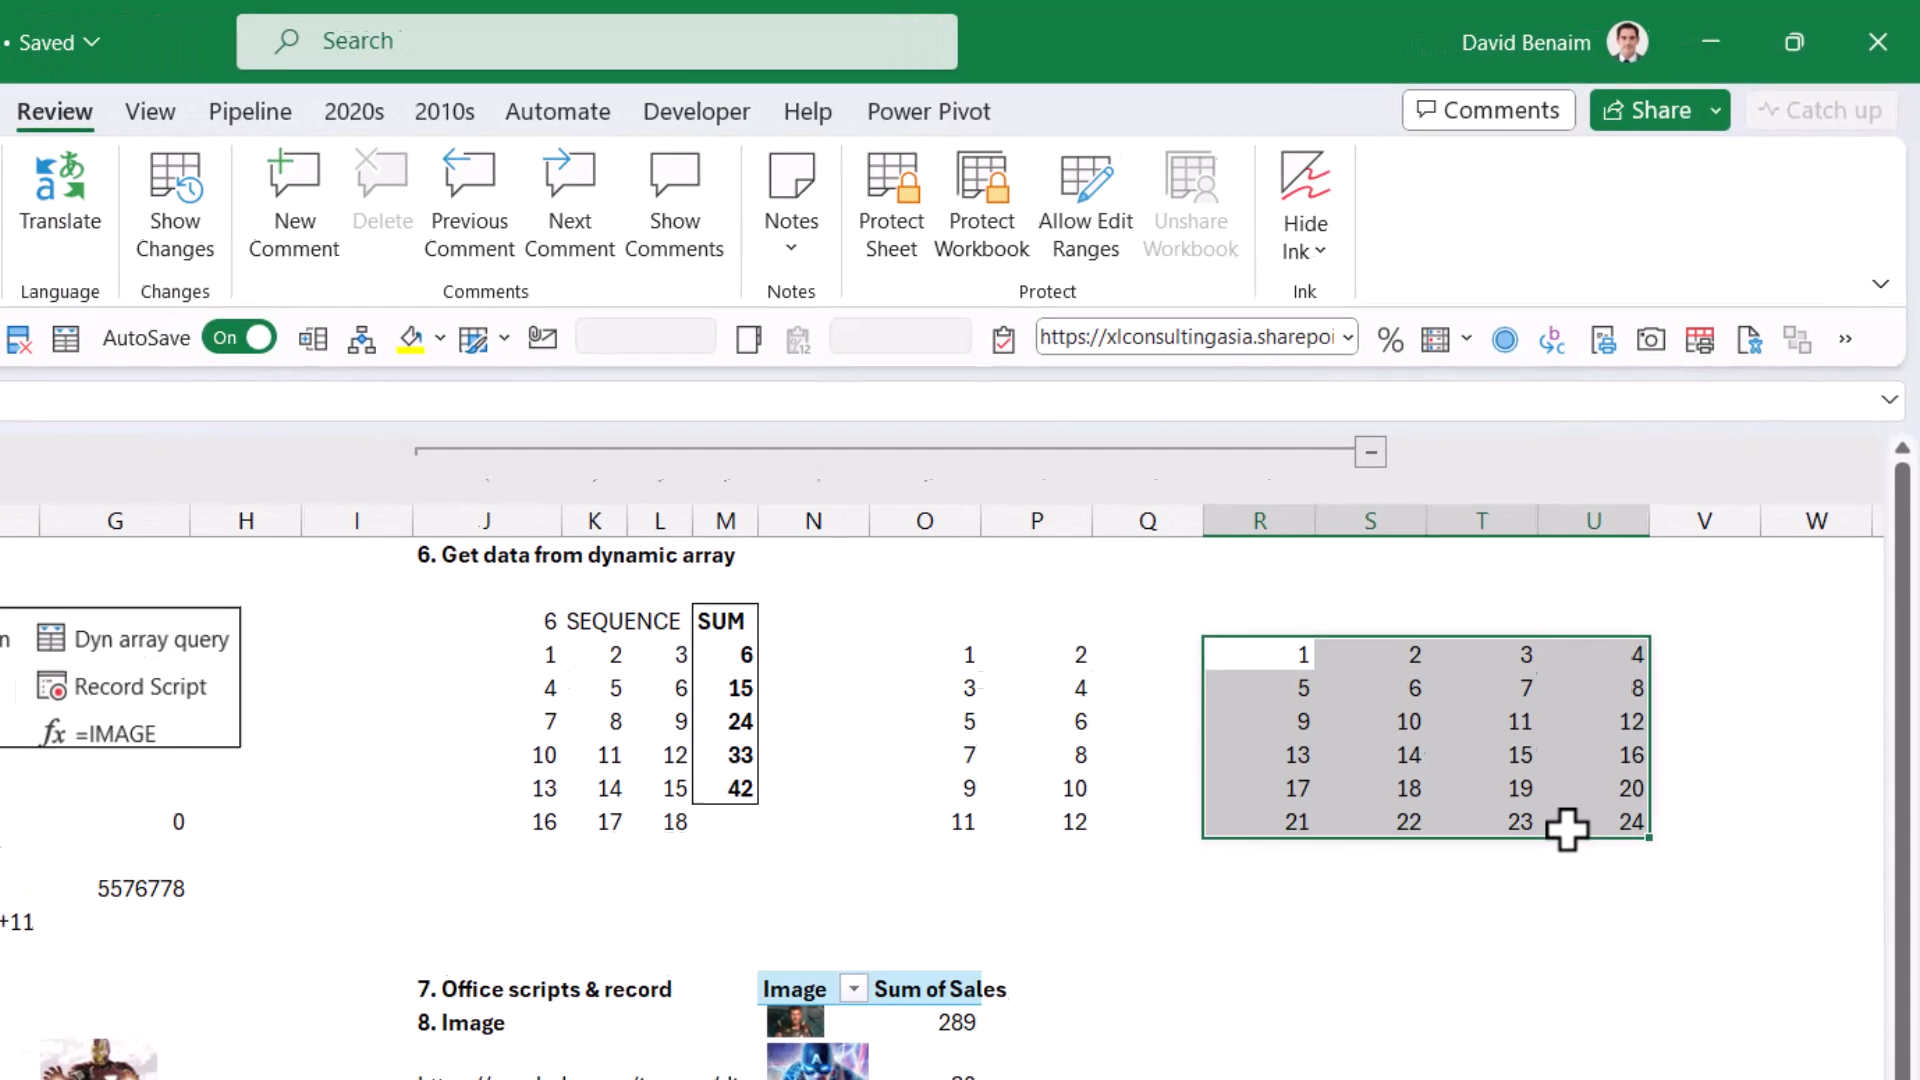 • Saved
Search
David Benaim
Review View Pipeline 2020s 2010s Automate Developer Help Power Pivot
Comments Share Catch up
Translate
Show Changes
New Comment
Delete
Previous Comment
Next Comment
Show Comments
Notes
Protect Sheet
Protect Workbook
Allow Edit Ranges
Unshare Workbook
Hide Ink
Language Changes Comments Notes Protect Ink
AutoSave On
https://xlconsultingasia.sharepoi
G H I J K L M N O P Q R S T U V W
6. Get data from dynamic array
6 SEQUENCE SUM
n Dyn array query
1 2 3 6 1 2 1 2 3 4
Record Script
4 5 6 15 3 4 5 6 7 8
=IMAGE
7 8 9 24 5 6 9 10 11 12
10 11 12 33 7 8 13 14 15 16
13 14 15 42 9 10 17 18 19 20
0 16 17 18 11 12 21 22 23 24
5576778
+11
7. Office scripts & record Image Sum of Sales
8. Image 289